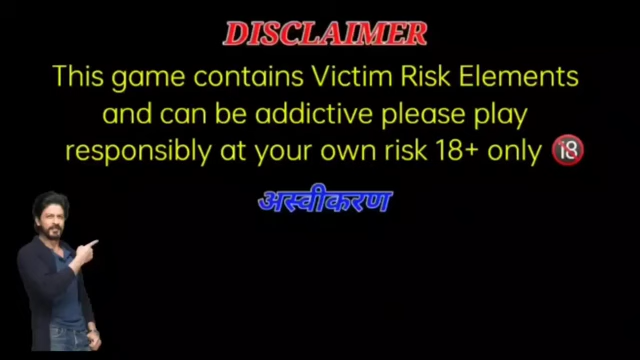 DISCLAIMER
This game contains Victim Risk Elements
and can be addictive please play
responsibly at your own risk 18+ only 🔞
अस्वीकरण